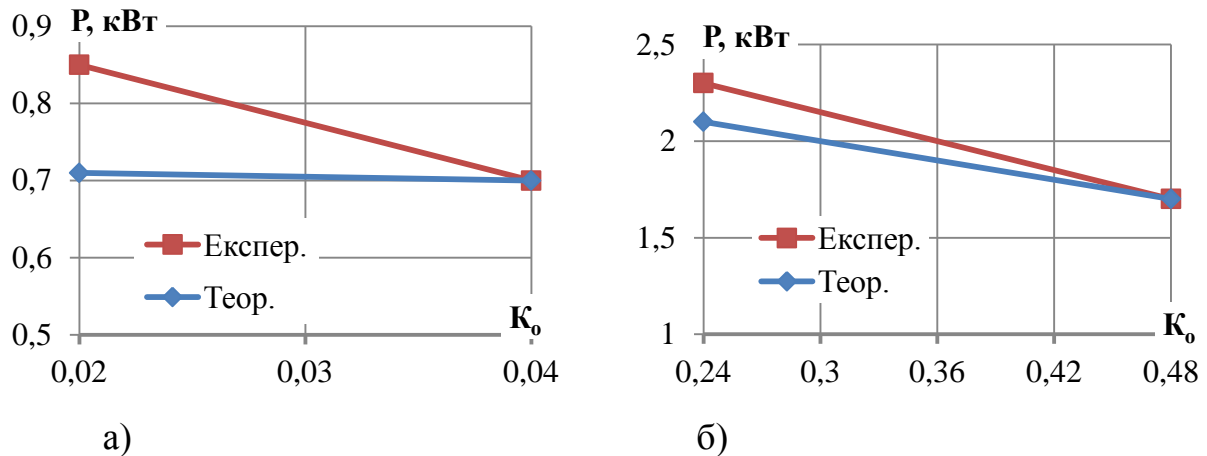 Р, кВт
0,9
0,8
0,7
0,6
0,5
Експер.
Теор.
Ко
0,02 0,03 0,04
а)
Р, кВт
2,5
2
1,5
1
Експер.
Теор.
Ко
0,24 0,3 0,36 0,42 0,48
б)